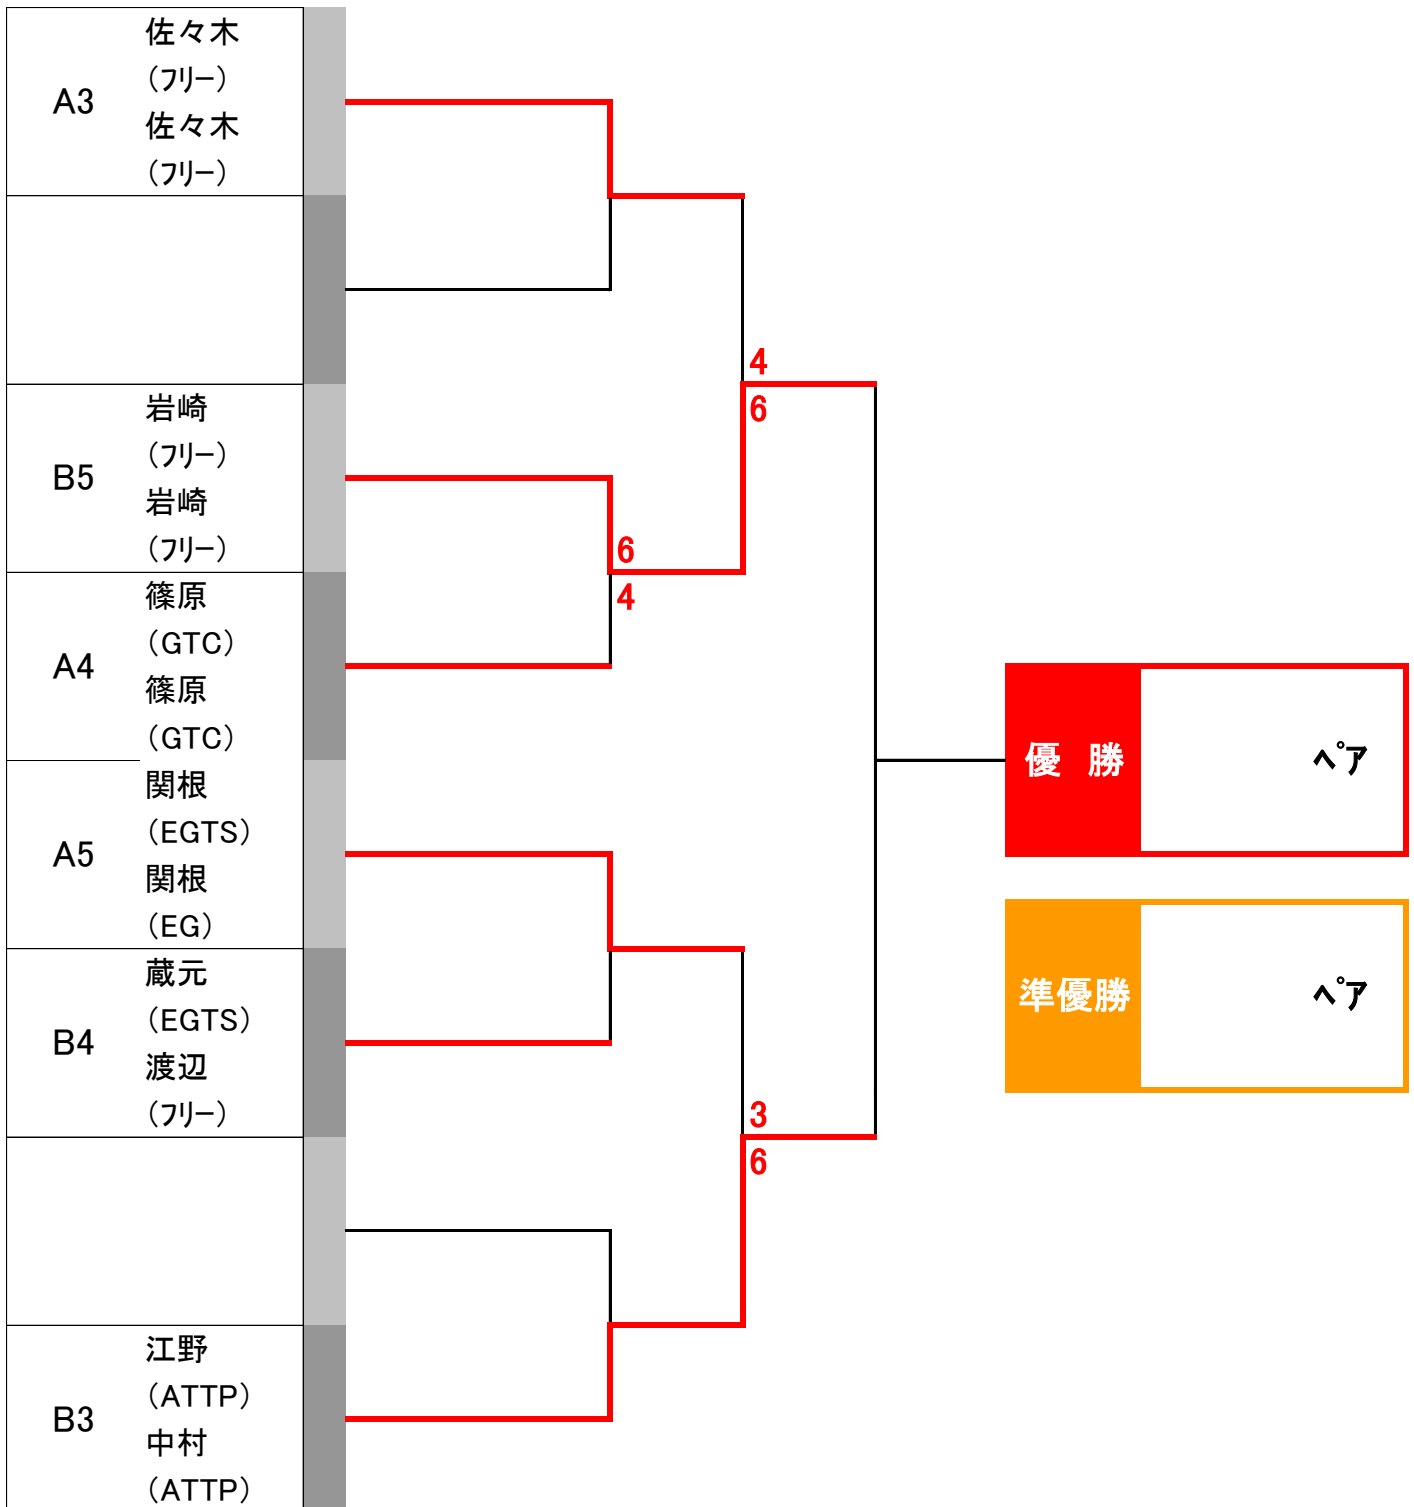 A3
佐々木
(フリー)
佐々木
(フリー)
B5
岩崎
(フリー)
岩崎
(フリー)
A4
篠原
(GTC)
篠原
(GTC)
A5
関根
(EGTS)
関根
(EG)
B4
蔵元
(EGTS)
渡辺
(フリー)
B3
江野
(ATTP)
中村
(ATTP)
4
6
6
4
3
6
優 勝
ペア
準優勝
ペア